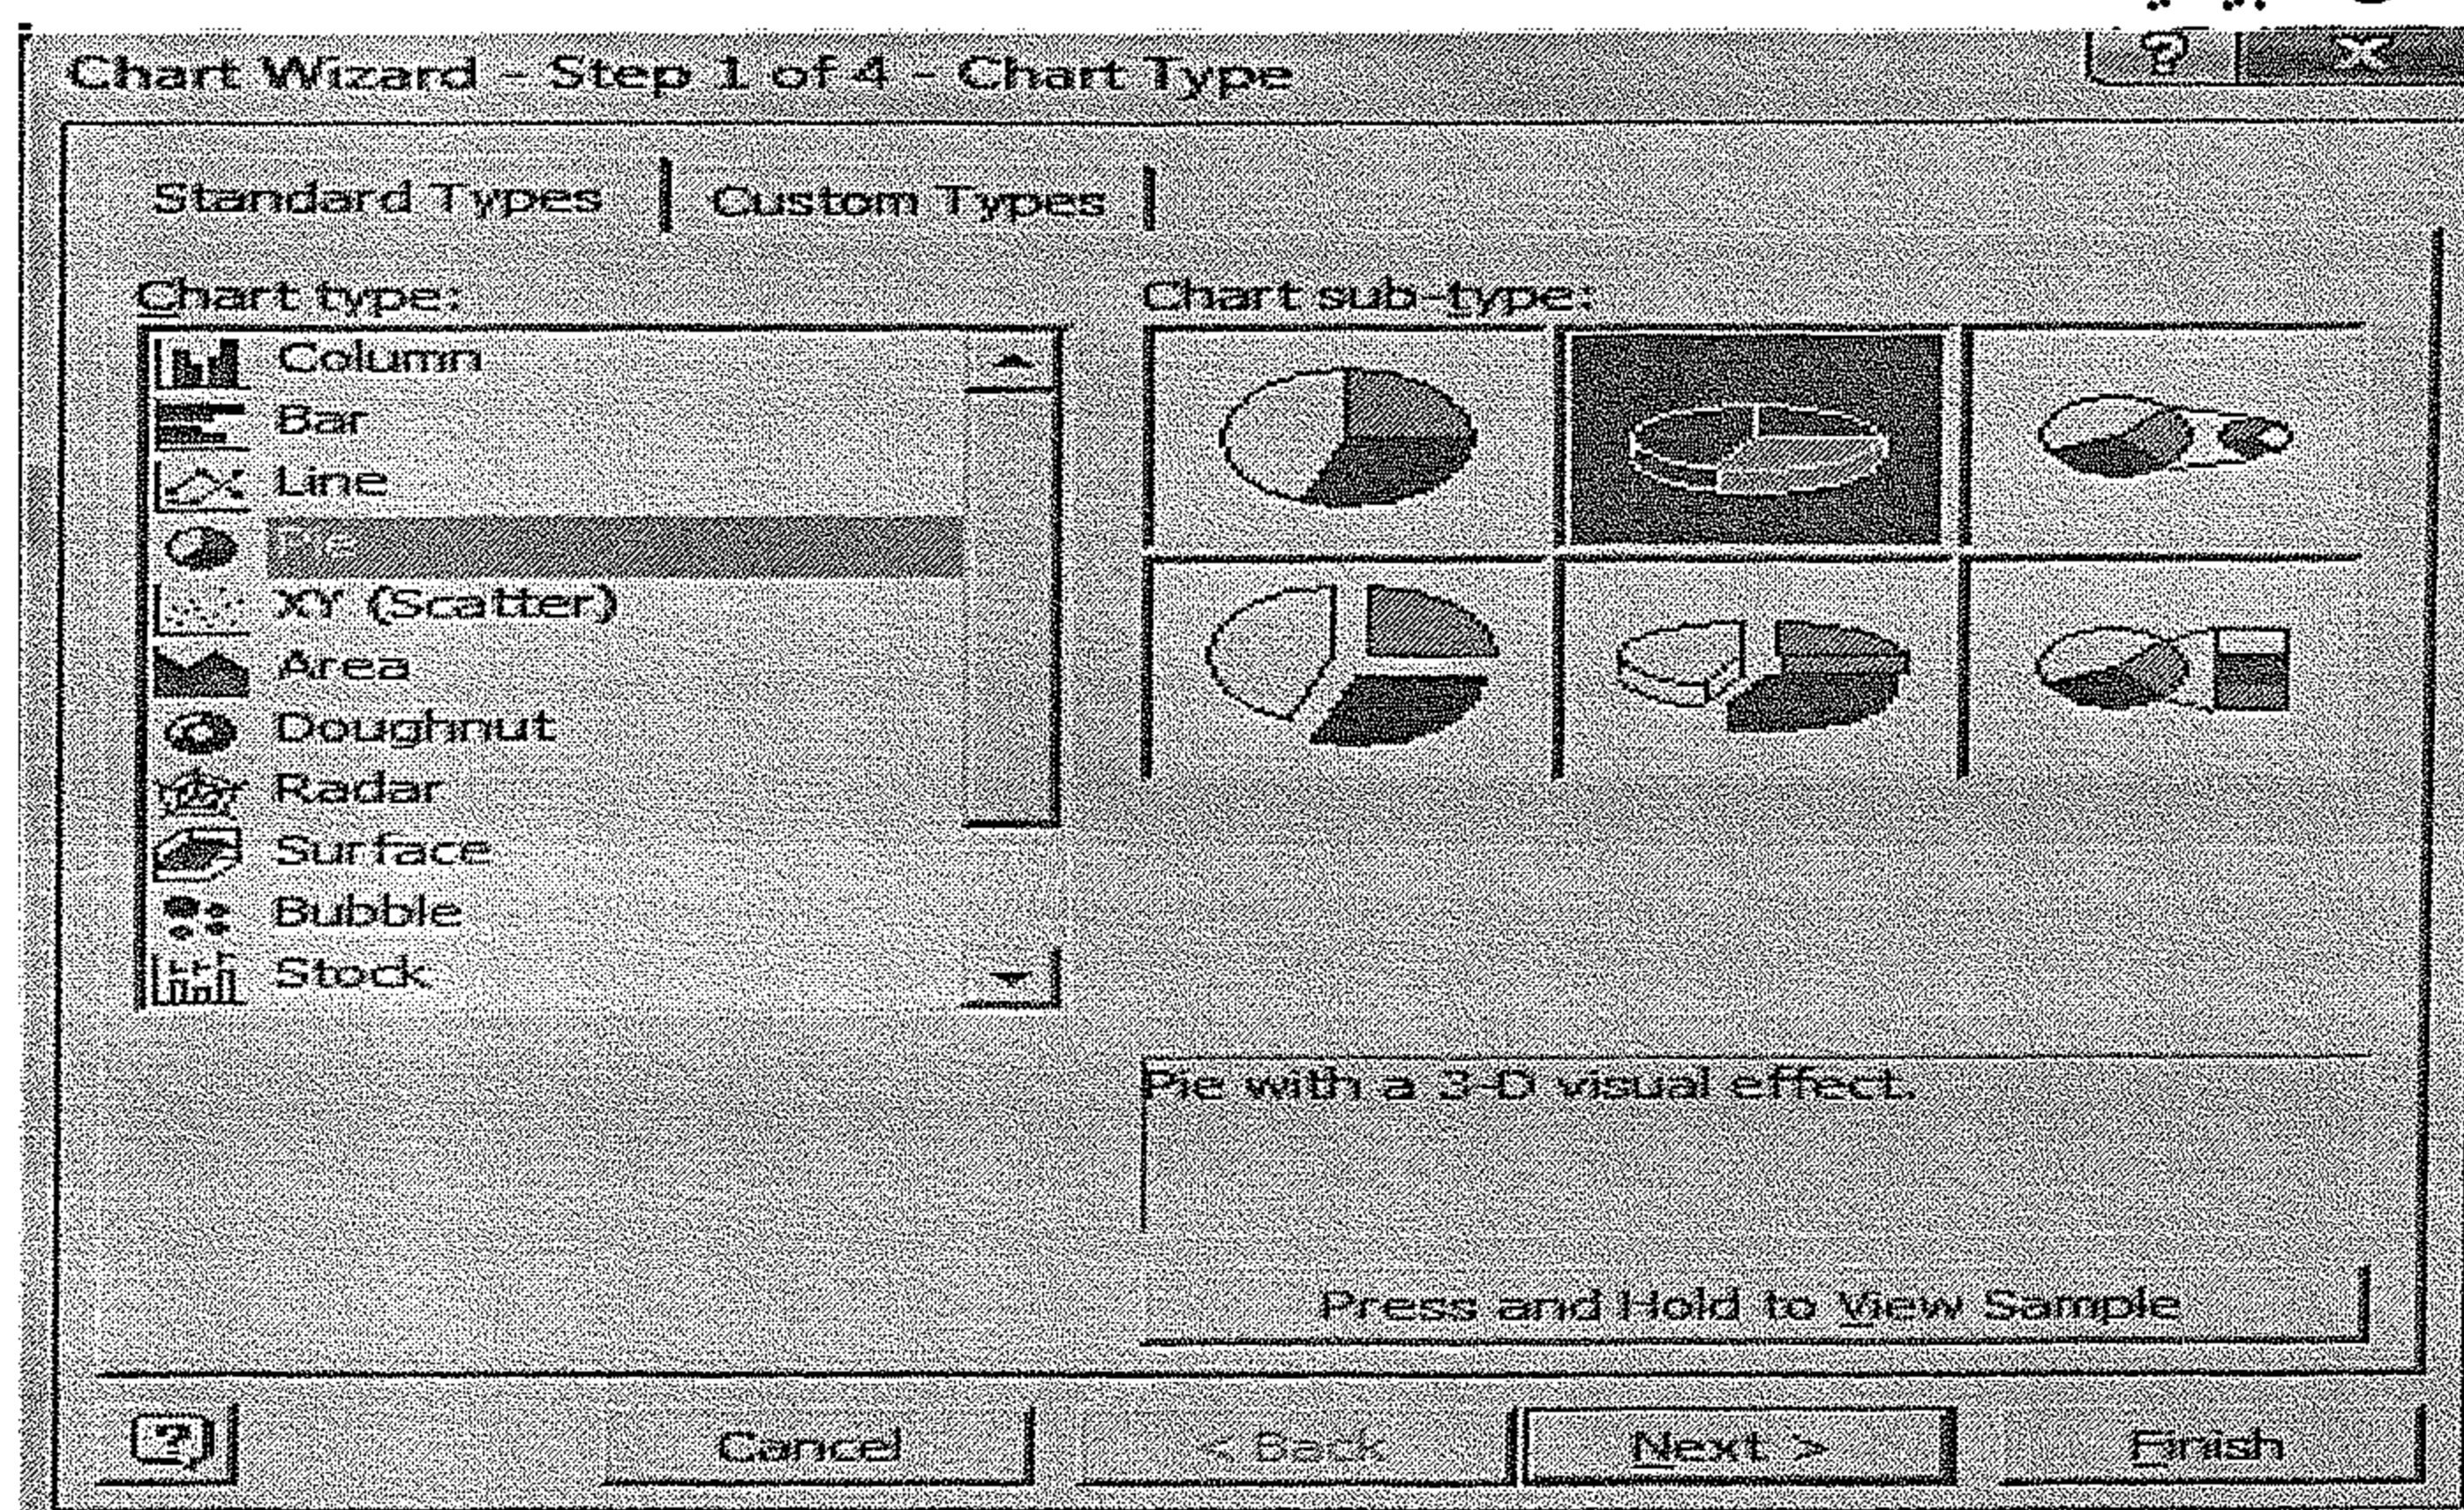 Chart Wizard - Step 1 of 4 - Chart Type
? X
Standard Types
Custom Types
Chart type:
Column
Bar
Line
Pie
XY (Scatter)
Area
Doughnut
Radar
Surface
Bubble
Stock
Chart sub-type:
Pie with a 3-D visual effect.
Press and Hold to View Sample
?
Cancel
< Back
Next >
Finish